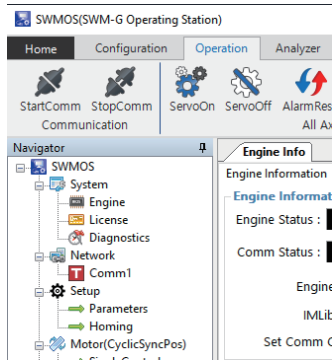 SWMOS(SWM-G Operating Station)
Home Configuration Operation Analyzer
StartComm StopComm ServoOn ServoOff AlarmRes
Communication All Ax
Navigator Engine Info
SWMOS
System
Engine
License
Diagnostics
Network
Comm1
Setup
Parameters
Homing
Motor(CyclicSyncPos)
Engine Information
Engine Informat
Engine Status :
Comm Status :
Engine
IMLib
Set Comm C